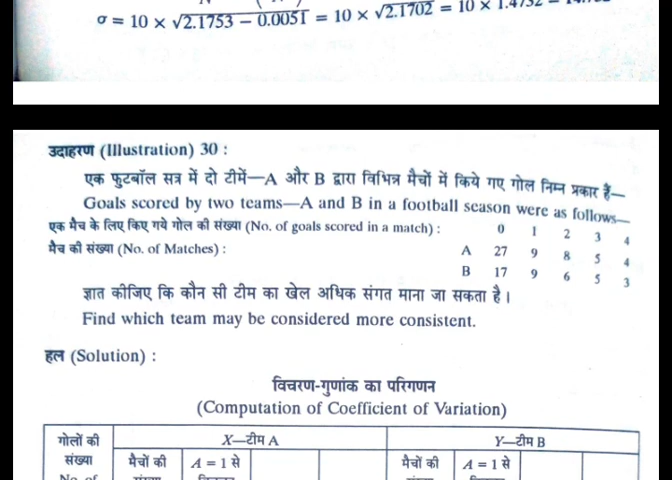 σ = 10 × √2.1753 – 0.0051 = 10 × √2.1702 = 10 × 1.4732
उदाहरण (Illustration) 30 :
एक फुटबॉल सत्र में दो टीमें—A और B द्वारा विभिन्न मैचों में किये गए गोल निम्न प्रकार हैं—
Goals scored by two teams—A and B in a football season were as follows—
एक मैच के लिए किए गये गोल की संख्या (No. of goals scored in a match) : 0 1 2 3 4
मैच की संख्या (No. of Matches) : A 27 9 8 5 4
B 17 9 6 5 3
ज्ञात कीजिए कि कौन सी टीम का खेल अधिक संगत माना जा सकता है।
Find which team may be considered more consistent.
हल (Solution) :
विचरण-गुणांक का परिगणन
(Computation of Coefficient of Variation)
गोलों की X—टीम A Y—टीम B
संख्या मैचों की A = 1 से मैचों की A = 1 से
No. of